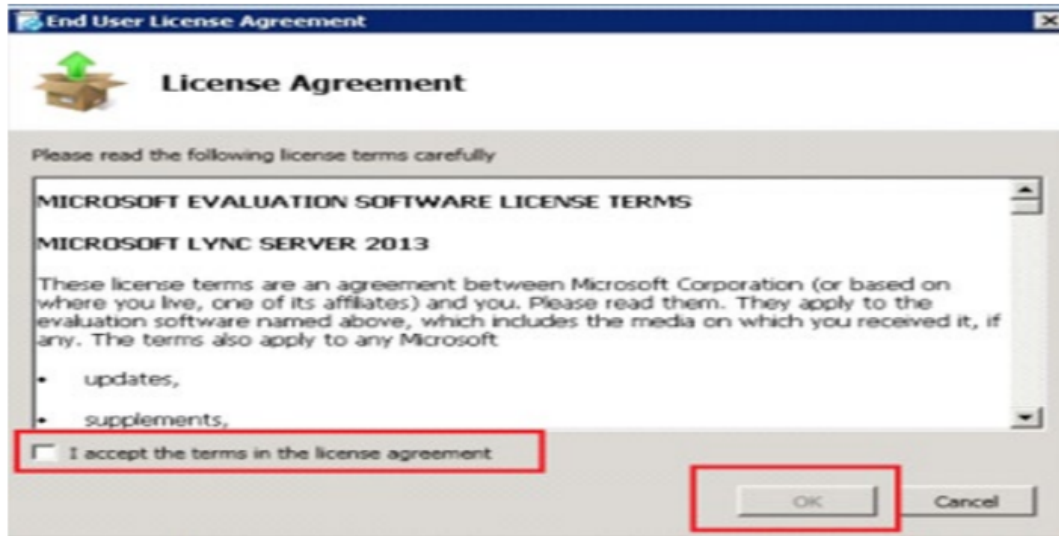 End User License Agreement
License Agreement
Please read the following license terms carefully
MICROSOFT EVALUATION SOFTWARE LICENSE TERMS
MICROSOFT LYNC SERVER 2013
These license terms are an agreement between Microsoft Corporation (or based on
where you live, one of its affiliates) and you. Please read them. They apply to the
evaluation software named above, which includes the media on which you received it, if
any. The terms also apply to any Microsoft
• updates,
• supplements,
I accept the terms in the license agreement
OK Cancel